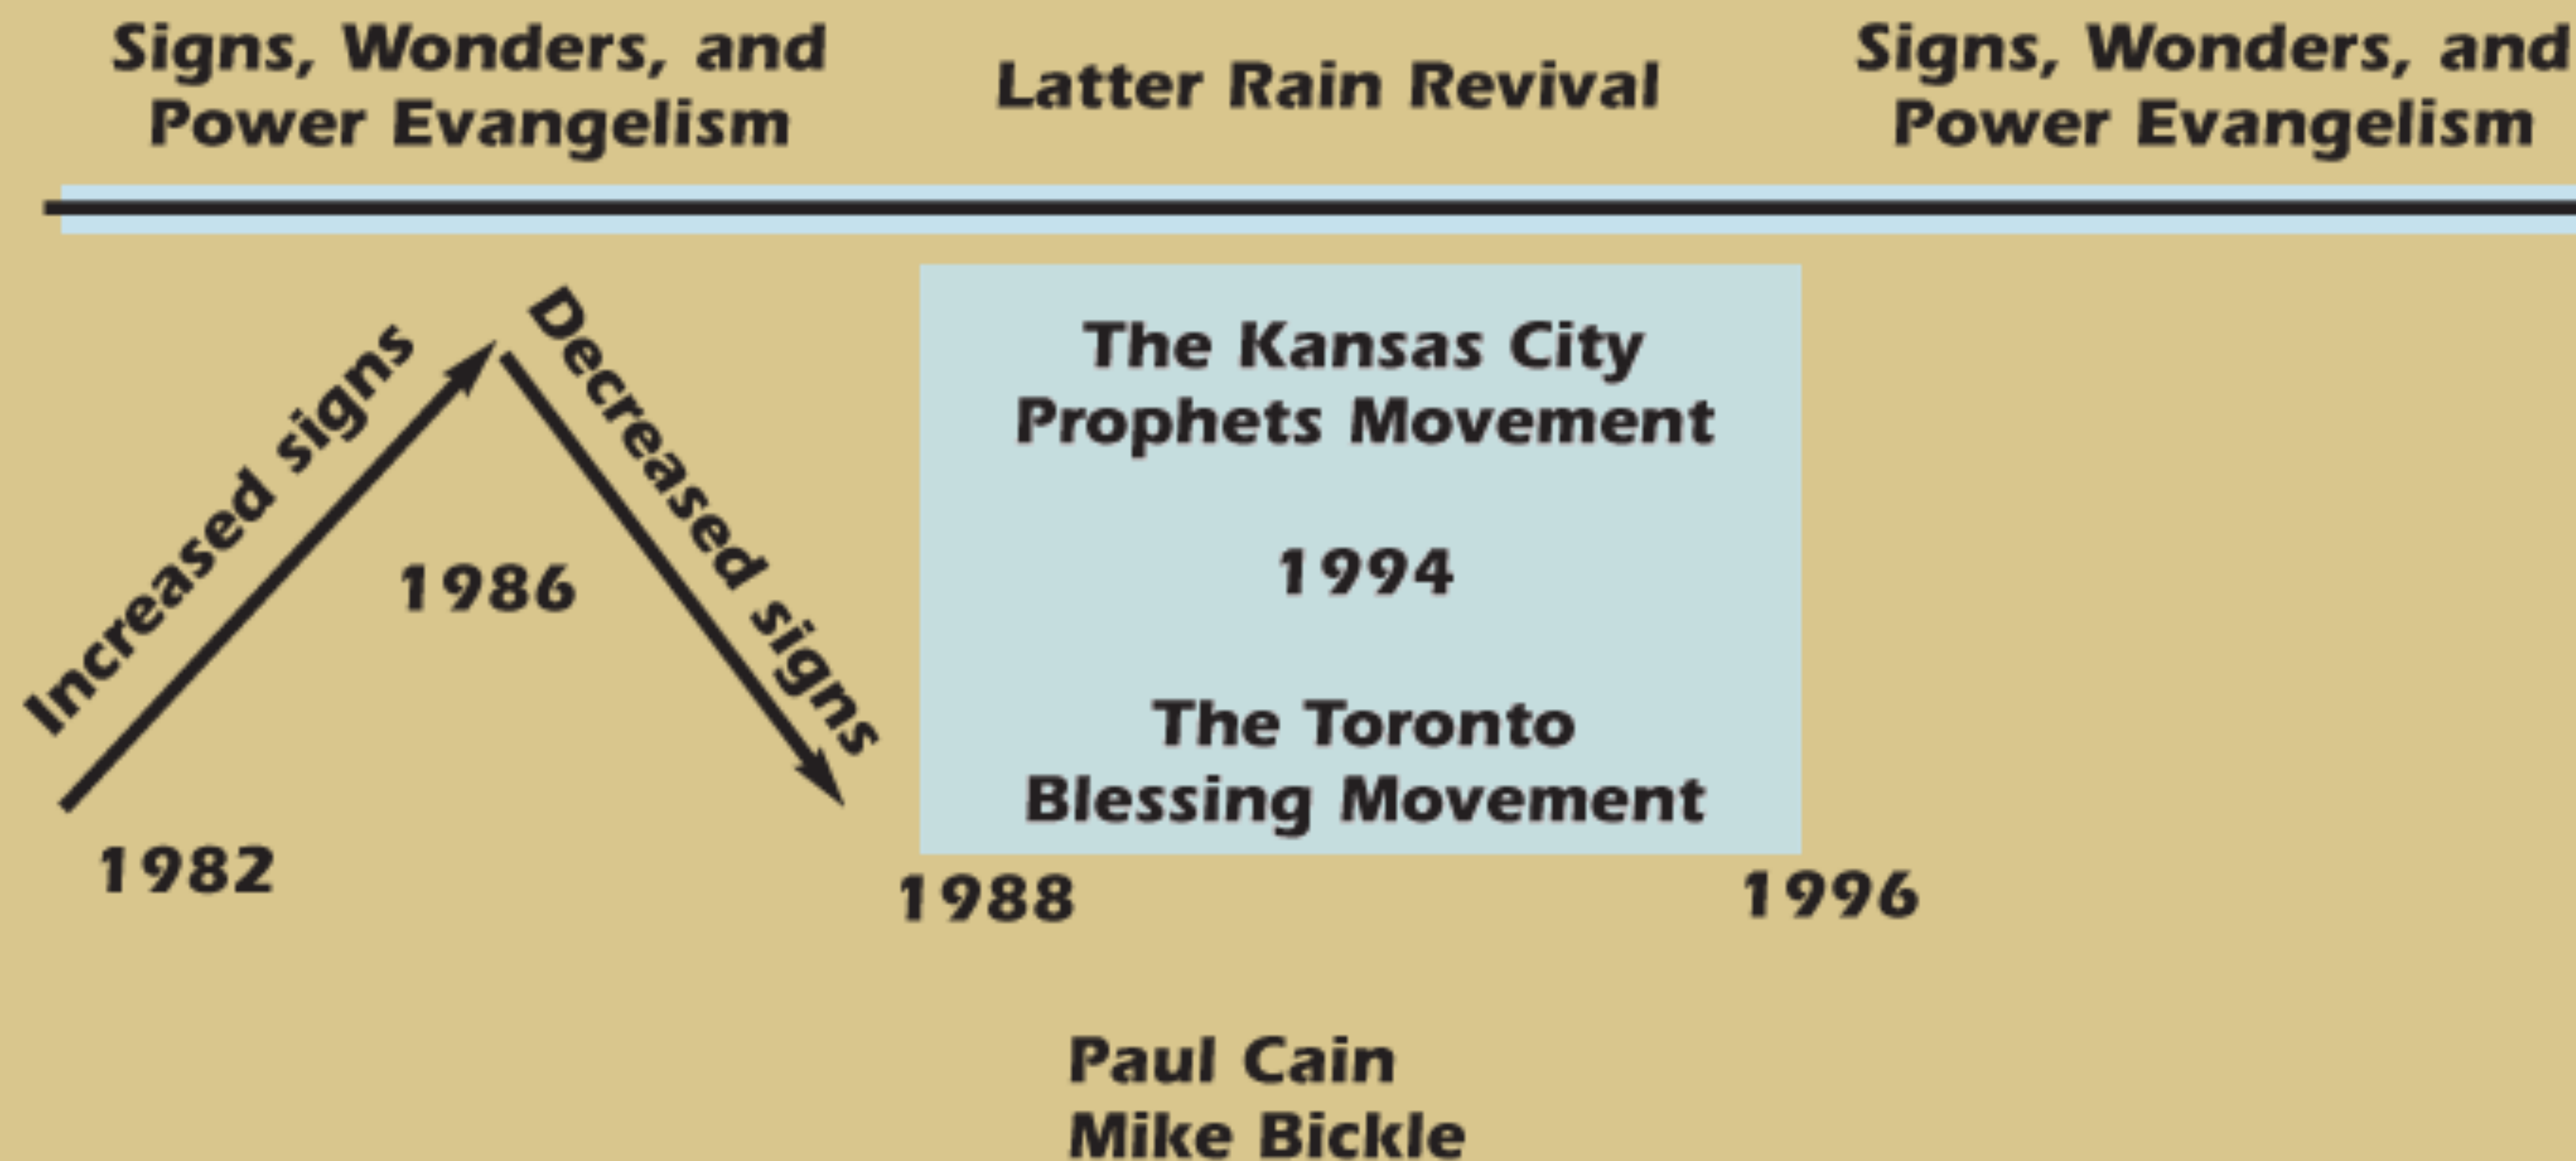 Signs, Wonders, and
Power Evangelism
Latter Rain Revival
Signs, Wonders, and
Power Evangelism
Increased signs
Decreased signs
1986
1982
The Kansas City
Prophets Movement
1994
The Toronto
Blessing Movement
1988
1996
Paul Cain
Mike Bickle